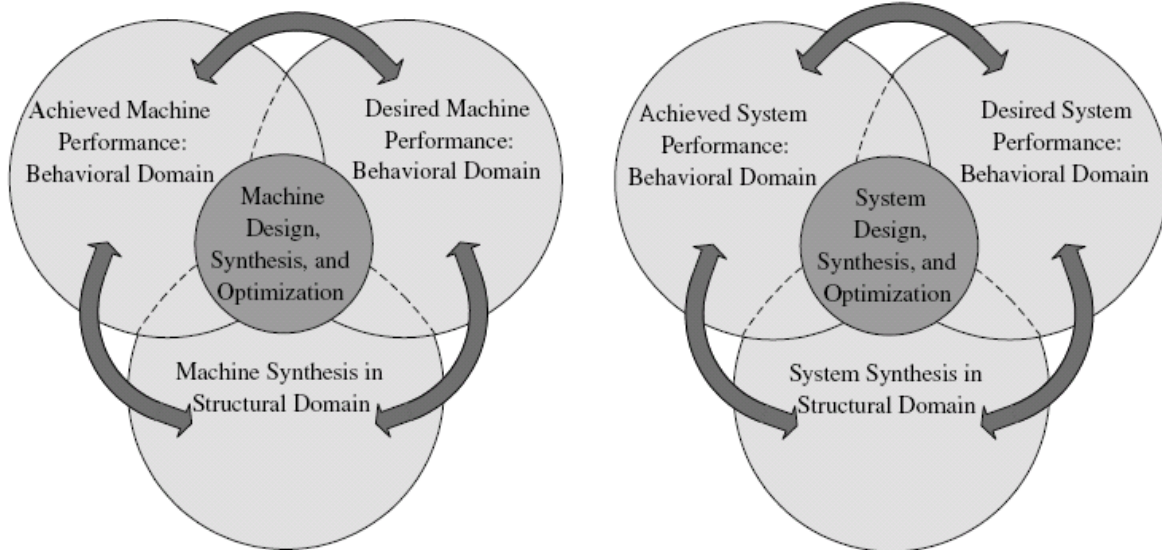 Achieved Machine
Performance:
Behavioral Domain
Desired Machine
Performance:
Behavioral Domain
Machine
Design,
Synthesis, and
Optimization
Machine Synthesis in
Structural Domain
Achieved System
Performance:
Behavioral Domain
Desired System
Performance:
Behavioral Domain
System
Design,
Synthesis, and
Optimization
System Synthesis in
Structural Domain